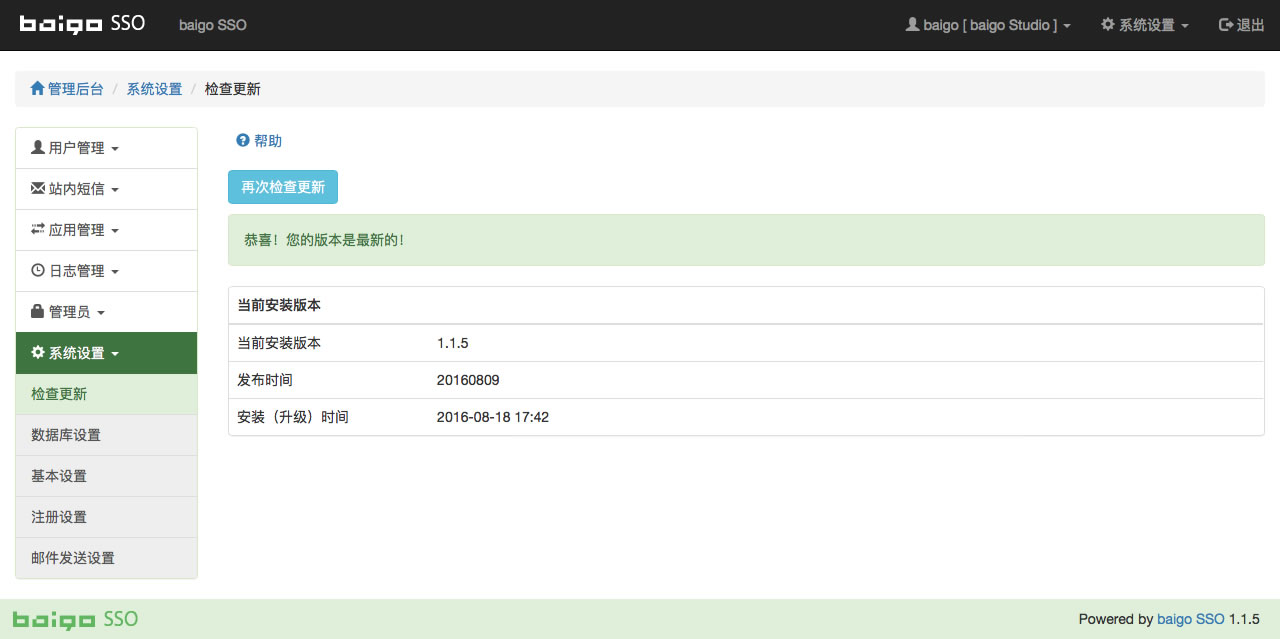 baigo SSO baigo SSO baigo [ baigo Studio ] 系统设置 退出
管理后台 / 系统设置 / 检查更新
用户管理
站内短信
应用管理
日志管理
管理员
系统设置
检查更新
数据库设置
基本设置
注册设置
邮件发送设置
帮助
再次检查更新
恭喜！您的版本是最新的！
当前安装版本
当前安装版本 1.1.5
发布时间 20160809
安装（升级）时间 2016-08-18 17:42
baigo SSO Powered by baigo SSO 1.1.5